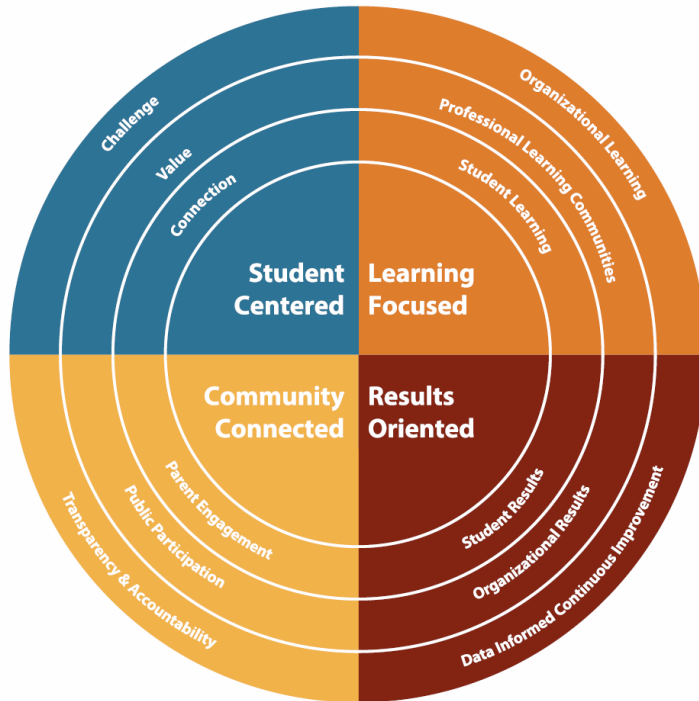 Challenge
Value
Connection
Student
Centered
Organizational Learning
Professional Learning Communities
Student Learning
Learning
Focused
Community
Connected
Parent Engagement
Public Participation
Transparency & Accountability
Results
Oriented
Student Results
Organizational Results
Data Informed Continuous Improvement